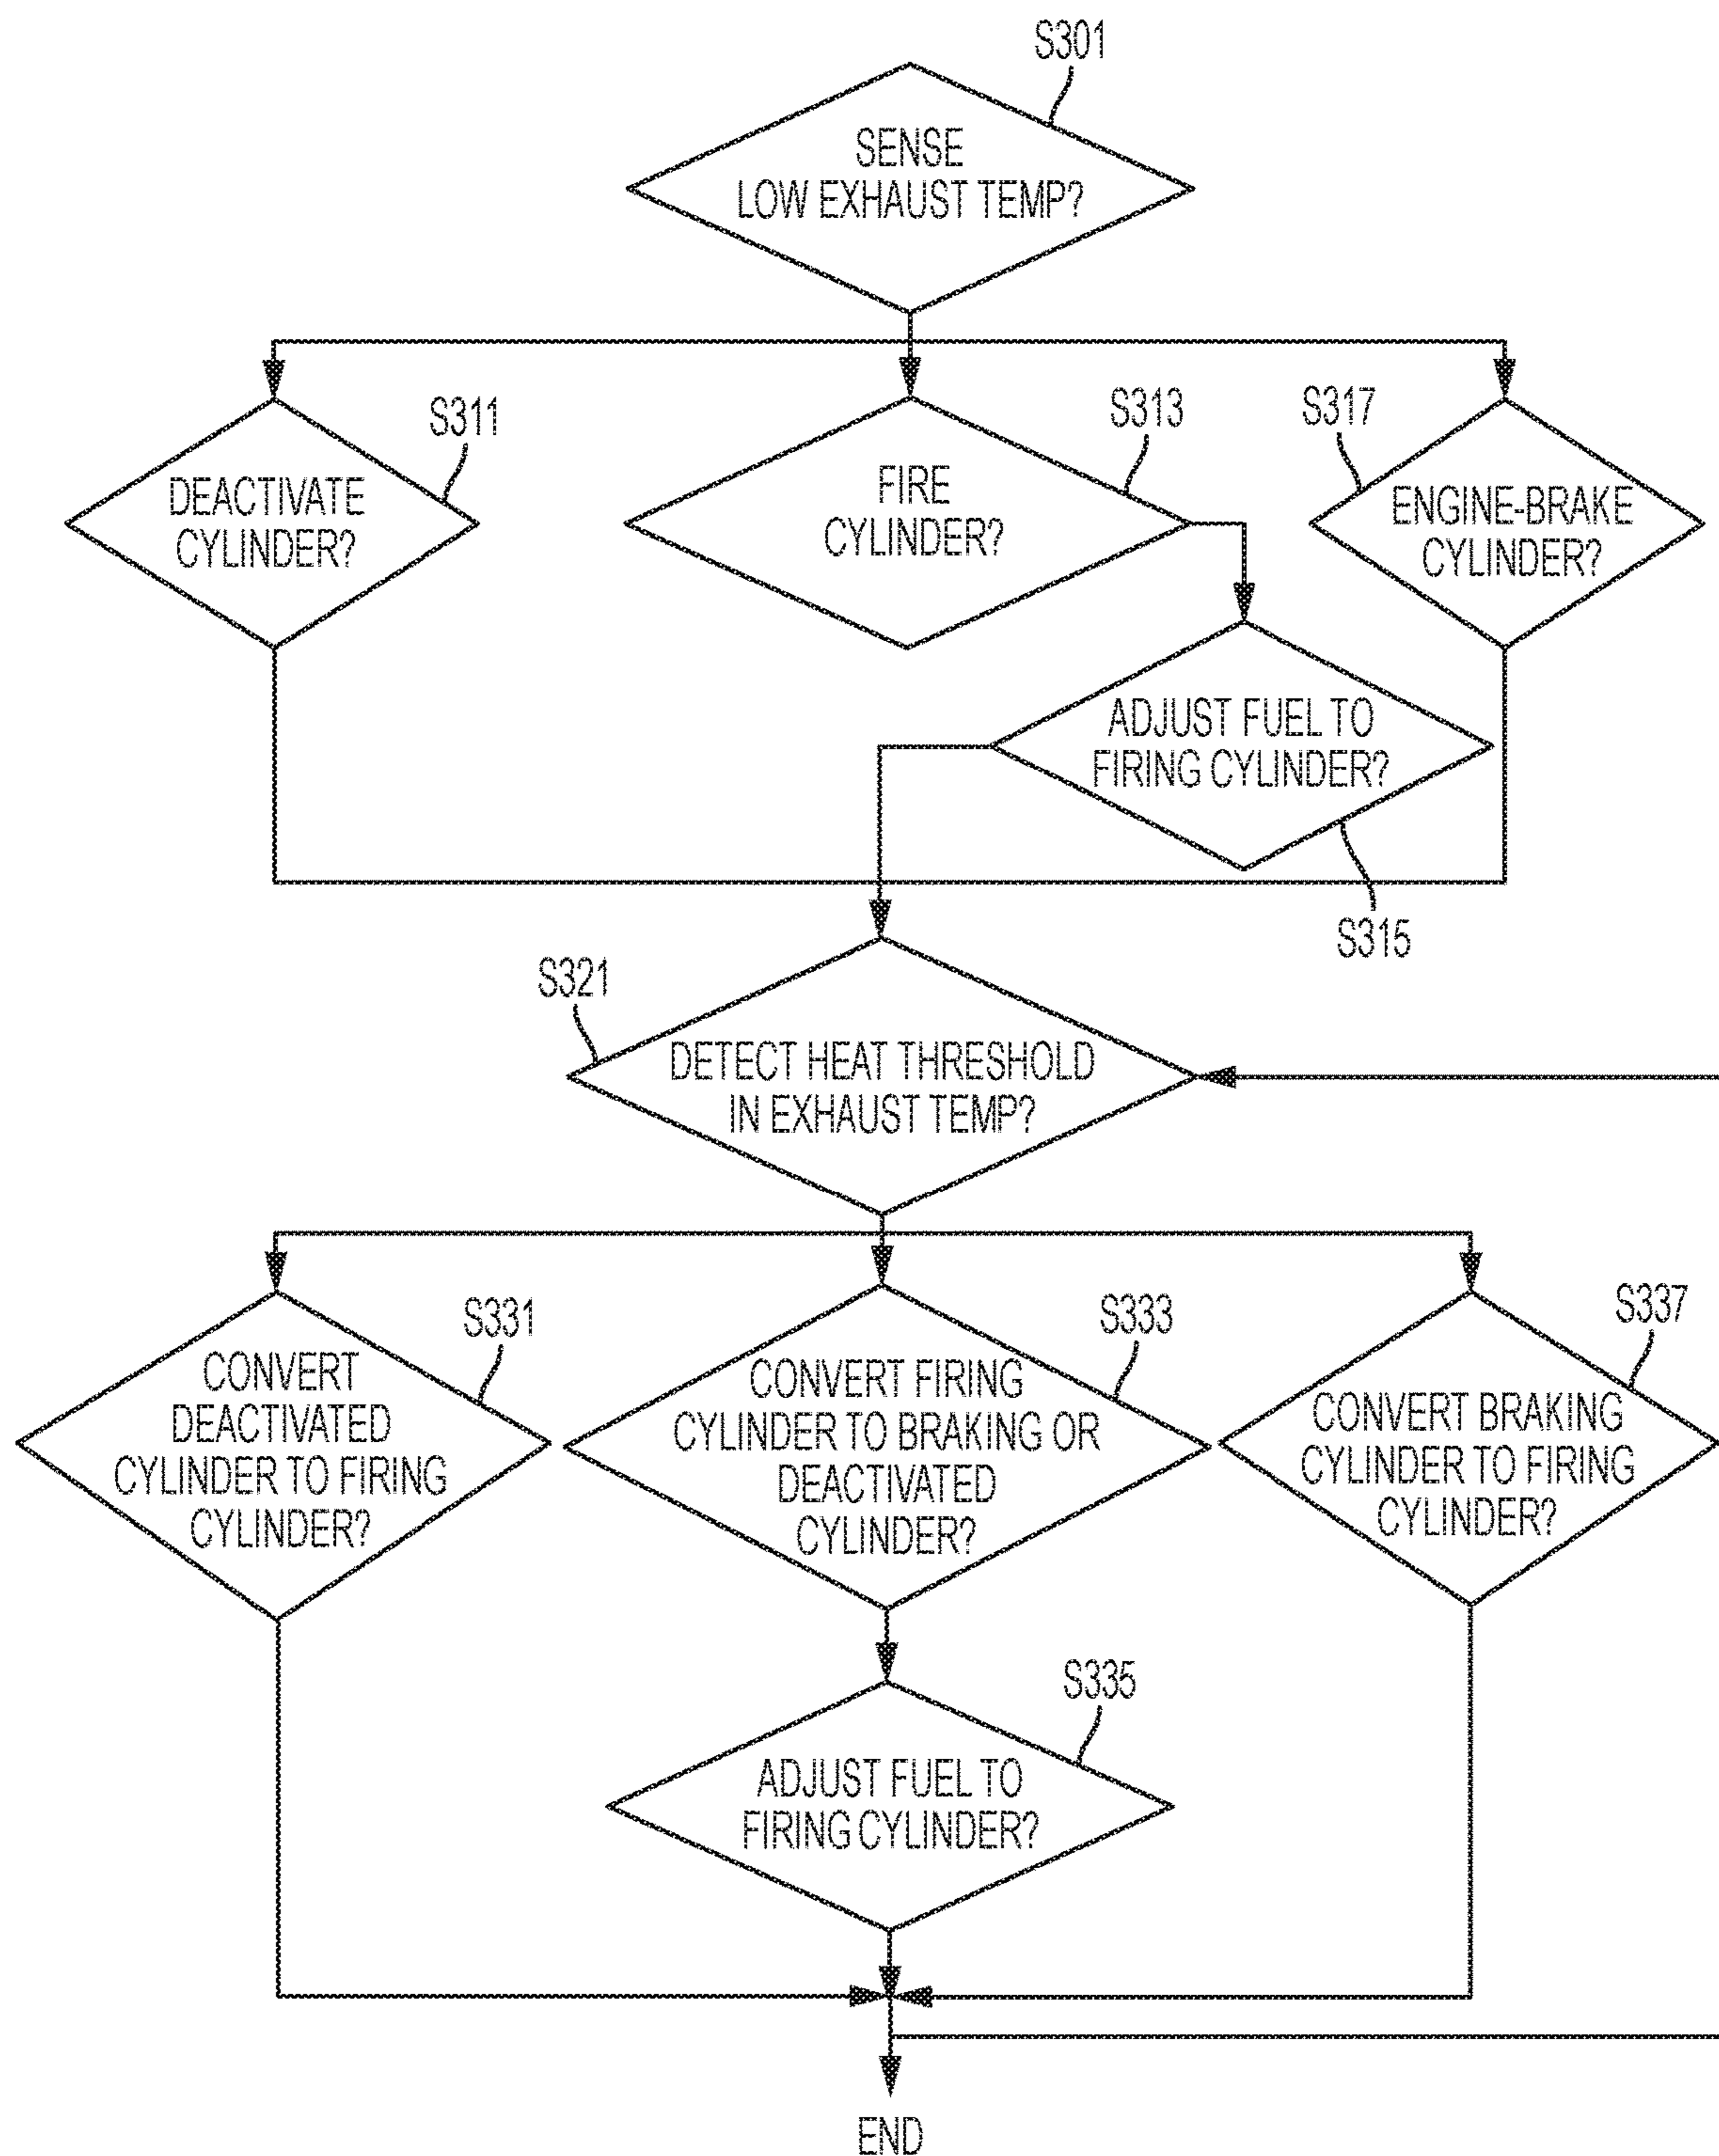 S301
SENSE
LOW EXHAUST TEMP?
S311
DEACTIVATE
CYLINDER?
S313
FIRE
CYLINDER?
S317
ENGINE-BRAKE
CYLINDER?
ADJUST FUEL TO
FIRING CYLINDER?
S315
S321
DETECT HEAT THRESHOLD
IN EXHAUST TEMP?
S331
CONVERT
DEACTIVATED
CYLINDER TO FIRING
CYLINDER?
S333
CONVERT FIRING
CYLINDER TO BRAKING OR
DEACTIVATED
CYLINDER?
S337
CONVERT BRAKING
CYLINDER TO FIRING
CYLINDER?
S335
ADJUST FUEL TO
FIRING CYLINDER?
END